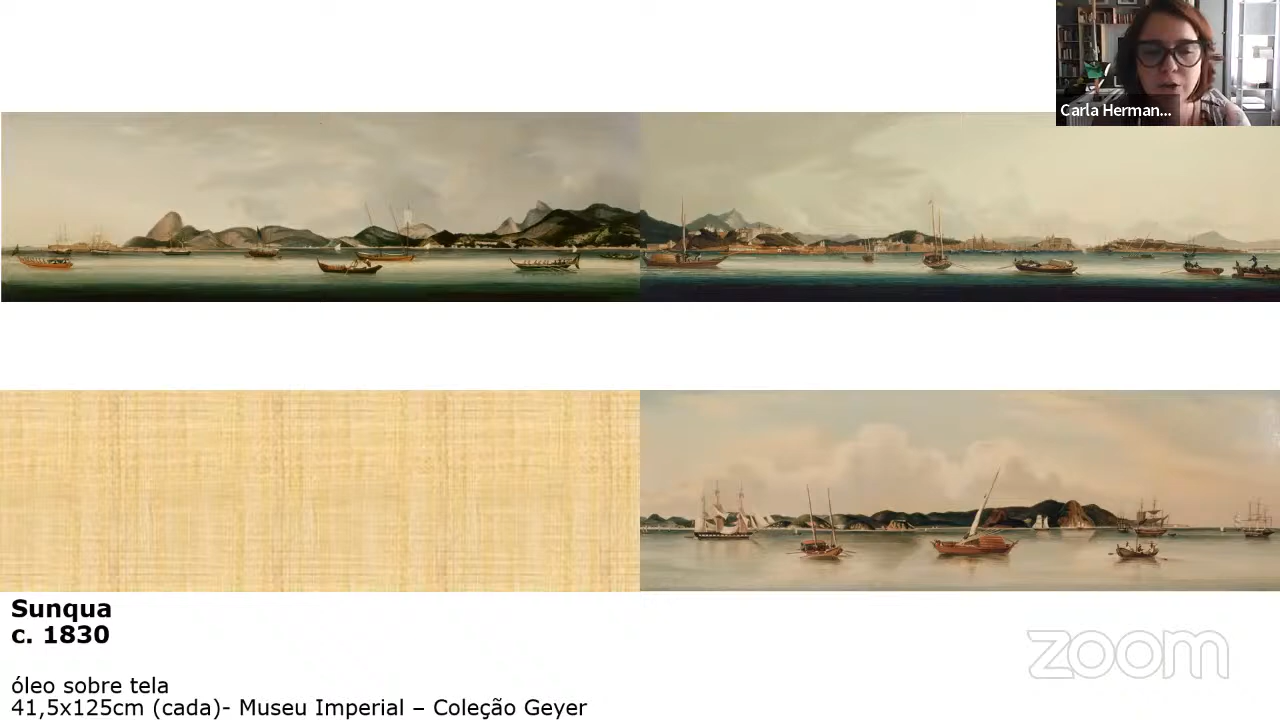 Carla Herman...
Sunqua
c. 1830
óleo sobre tela
41,5x125cm (cada)- Museu Imperial – Coleção Geyer
zoom